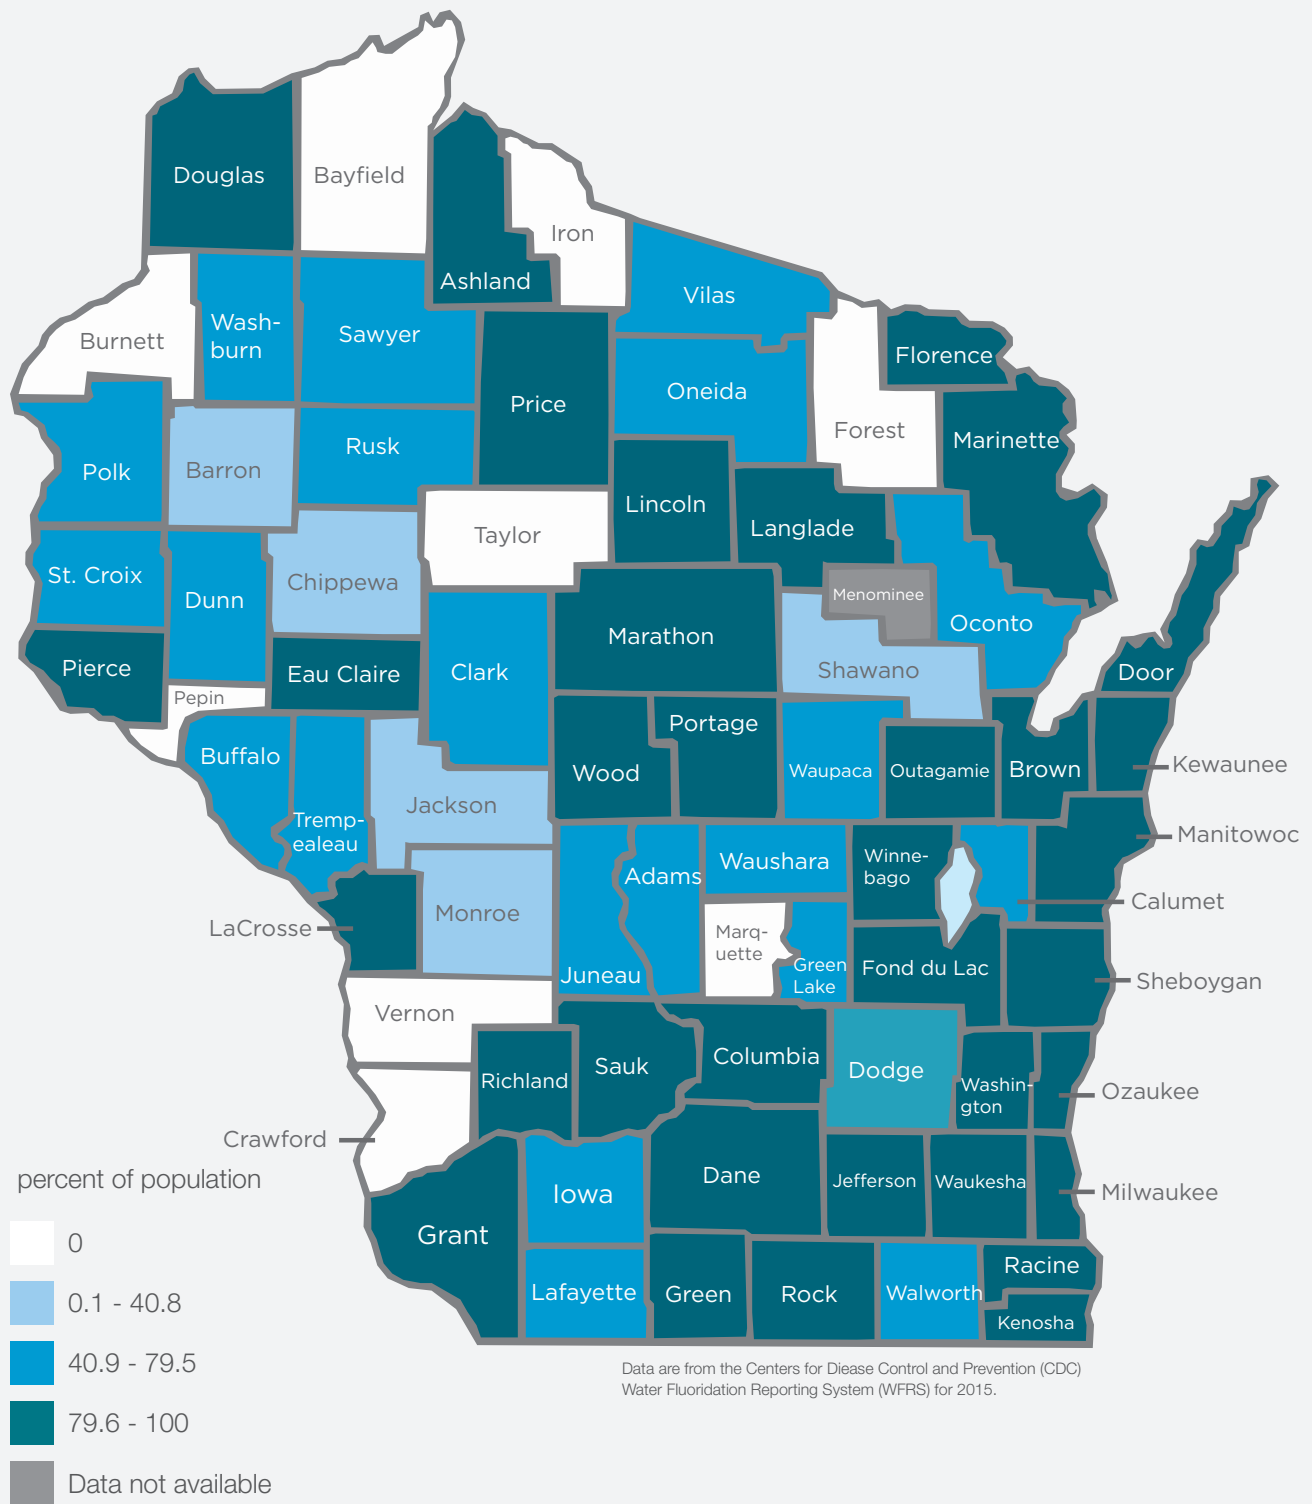 Douglas
Bayfield
Iron
Ashland
Vilas
Burnett
Wash-
burn
Sawyer
Florence
Oneida
Price
Forest
Marinette
Rusk
Polk
Barron
Lincoln
Langlade
Taylor
St. Croix
Chippewa
Dunn
Menominee
Oconto
Marathon
Pierce
Eau Claire
Clark
Shawano
Door
Pepin
Portage
Buffalo
Wood
Waupaca
Outagamie
Brown
Kewaunee
Jackson
Tremp-
ealeau
Manitowoc
Waushara
Winne-
bago
Adams
Calumet
Monroe
LaCrosse
Marq-
uette
Juneau
Green
Lake
Fond du Lac
Sheboygan
Vernon
Columbia
Sauk
Dodge
Richland
Washin-
gton
Ozaukee
Crawford
Dane
Jefferson
Waukesha
Milwaukee
Iowa
Grant
Racine
Lafayette
Green
Rock
Walworth
Kenosha
percent of population
0
0.1 - 40.8
40.9 - 79.5
79.6 - 100
Data not available
Data are from the Centers for Diease Control and Prevention (CDC)
Water Fluoridation Reporting System (WFRS) for 2015.